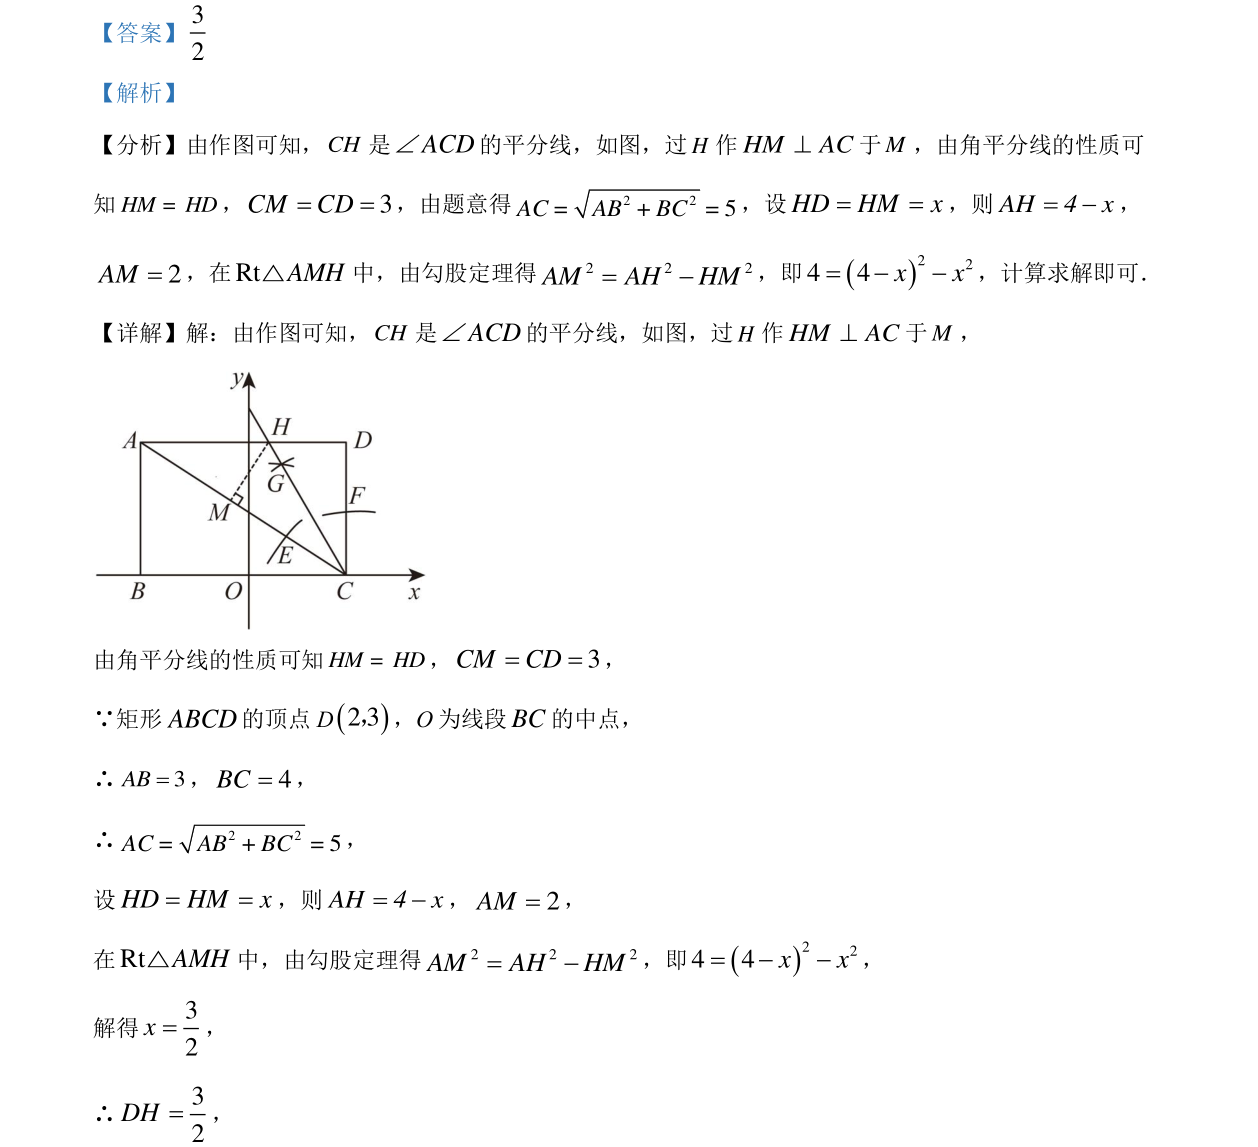 【答案】3/2
【解析】
【分析】由作图可知，CH 是∠ACD 的平分线，如图，过 H 作 HM ⊥ AC 于 M ，由角平分线的性质可
知 HM = HD，CM = CD = 3，由题意得 AC = √(AB² + BC²) = 5，设 HD = HM = x，则 AH = 4 − x，
AM = 2，在 Rt△AMH 中，由勾股定理得 AM² = AH² − HM²，即 4 = (4 − x)² − x²，计算求解即可．
【详解】解：由作图可知，CH 是∠ACD 的平分线，如图，过 H 作 HM ⊥ AC 于 M ，
y
H
A
D
G
F
M
E
B
O
C
x
由角平分线的性质可知 HM = HD，CM = CD = 3，
∵矩形 ABCD 的顶点 D(2,3)，O 为线段 BC 的中点，
∴ AB = 3，BC = 4，
∴ AC = √(AB² + BC²) = 5，
设 HD = HM = x，则 AH = 4 − x，AM = 2，
在 Rt△AMH 中，由勾股定理得 AM² = AH² − HM²，即 4 = (4 − x)² − x²，
解得 x = 3/2，
∴ DH = 3/2，